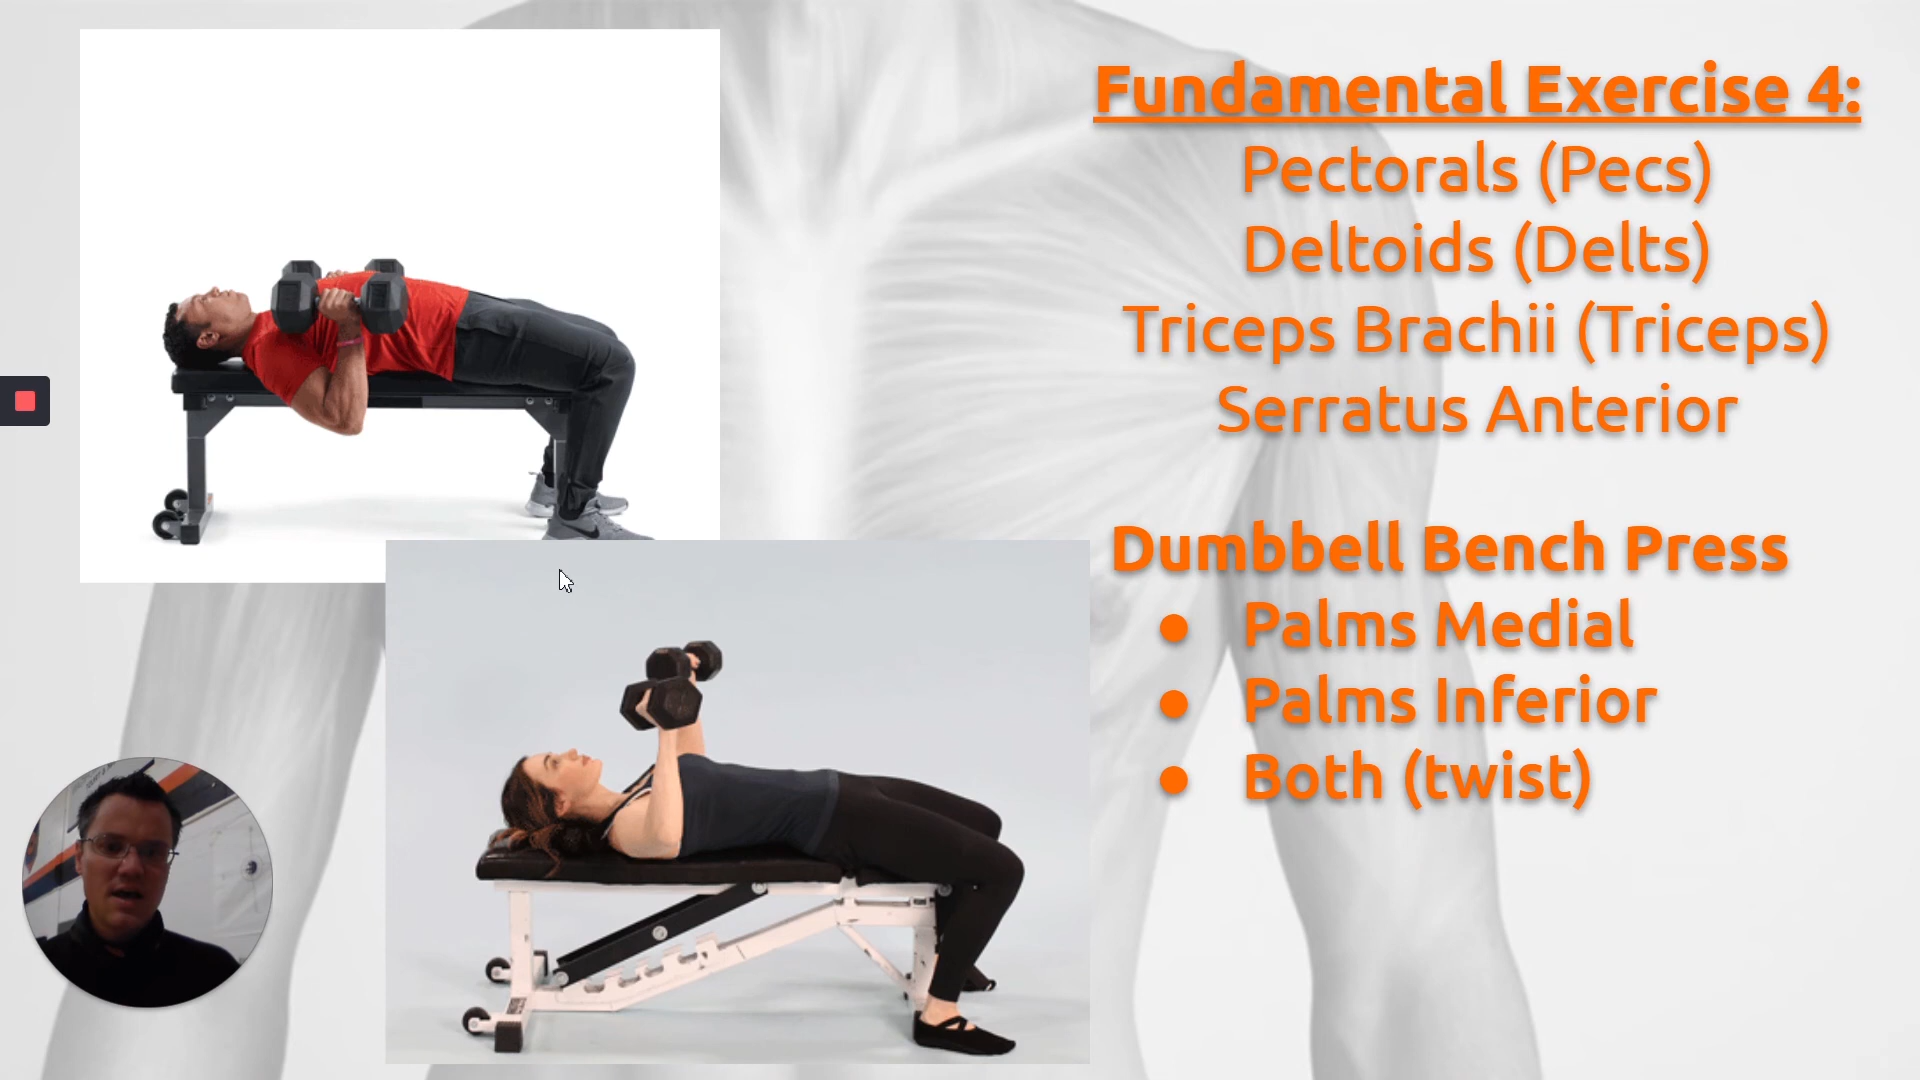 Fundamental Exercise 4:
Pectorals (Pecs)
Deltoids (Delts)
Triceps Brachii (Triceps)
Serratus Anterior
Dumbbell Bench Press
● Palms Medial
● Palms Inferior
● Both (twist)